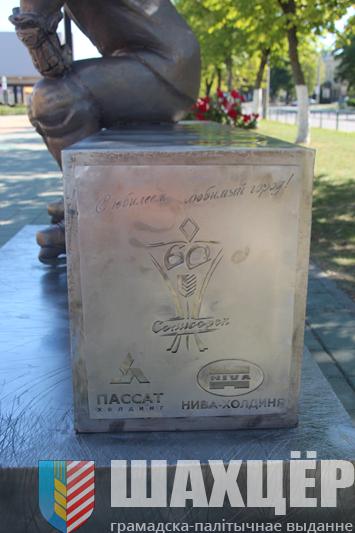 С юбилеем любимый город!
60
Солигорск
ПАССАТ
ХОЛДИНГ
NIVA
НИВА-ХОЛДИНГ
ШАХЦЁР
грамадска-палітычнае выданне